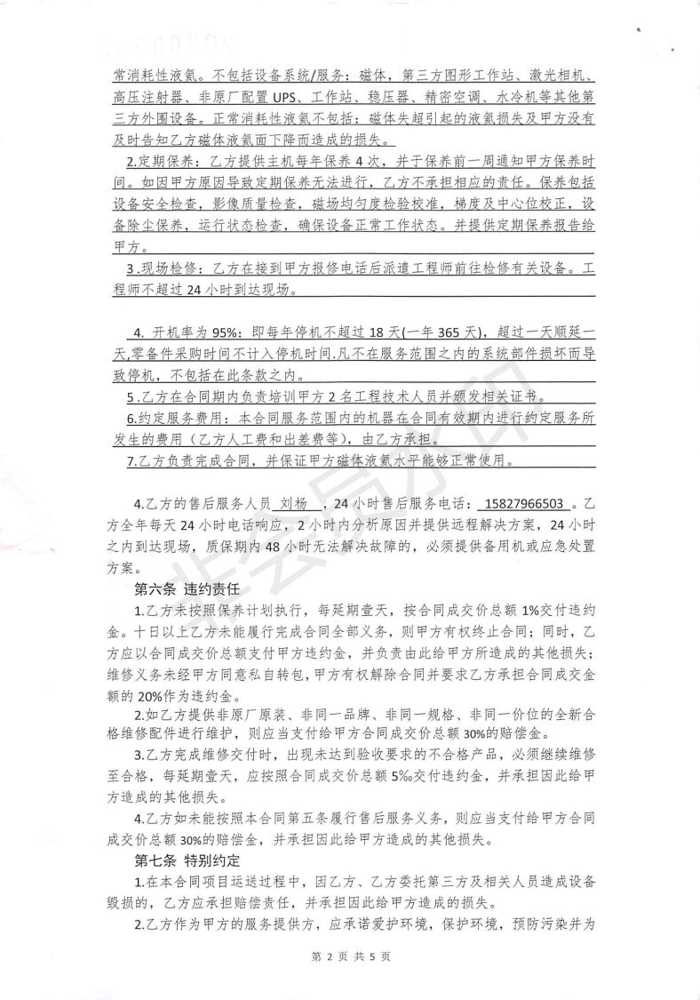 常消耗性液氦。不包括设备系统/服务：磁体，第三方图形工作站、激光相机、
高压注射器、非原厂配置 UPS、工作站、稳压器、精密空调、水冷机等其他第
三方外围设备。正常消耗性液氦不包括：磁体失超引起的液氦损失及甲方没有
及时告知乙方磁体液氦面下降而造成的损失。
2.定期保养：乙方提供主机每年保养 4 次，并于保养前一周通知甲方保养时
间。如因甲方原因导致定期保养无法进行，乙方不承担相应的责任。保养包括
设备安全检查，影像质量检查，磁场均匀度检验校准，梯度及中心位校正，设
备除尘保养，运行状态检查，确保设备正常工作状态。并提供定期保养报告给
甲方。
3.现场检修：乙方在接到甲方报修电话后派遣工程师前往检修有关设备。工
程师不超过 24 小时到达现场。
4. 开机率为 95%：即每年停机不超过 18 天(一年 365 天)，超过一天顺延一
天,零备件采购时间不计入停机时间.凡不在服务范围之内的系统部件损坏而导
致停机，不包括在此条款之内。
5.乙方在合同期内负责培训甲方 2 名工程技术人员并颁发相关证书。
6.约定服务费用：本合同服务范围内的机器在合同有效期内进行约定服务所
发生的费用（乙方人工费和出差费等），由乙方承担。
7.乙方负责完成合同，并保证甲方磁体液氦水平能够正常使用。
4.乙方的售后服务人员 刘杨 ，24 小时售后服务电话： 15827966503 。乙
方全年每天 24 小时电话响应，2 小时内分析原因并提供远程解决方案，24 小时
之内到达现场，质保期内 48 小时无法解决故障的，必须提供备用机或应急处置
方案。
第六条 违约责任
1.乙方未按照保养计划执行，每延期壹天，按合同成交价总额 1%交付违约
金。十日以上乙方未能履行完成合同全部义务，则甲方有权终止合同；同时，乙
方应以合同成交价总额支付甲方违约金，并负责由此给甲方所造成的其他损失；
维修义务未经甲方同意私自转包，甲方有权解除合同并要求乙方承担合同成交金
额的 20%作为违约金。
2.如乙方提供非原厂原装、非同一品牌、非同一规格、非同一价位的全新合
格维修配件进行维护，则应当支付给甲方合同成交价总额 30%的赔偿金。
3.乙方完成维修交付时，出现未达到验收要求的不合格产品，必须继续维修
至合格，每延期壹天，应按照合同成交价总额 5‰交付违约金，并承担因此给甲
方造成的其他损失。
4.乙方如未能按照本合同第五条履行售后服务义务，则应当支付给甲方合同
成交价总额 30%的赔偿金，并承担因此给甲方造成的其他损失。
第七条 特别约定
1.在本合同项目运送过程中，因乙方、乙方委托第三方及相关人员造成设备
毁损的，乙方应承担赔偿责任，并承担因此给甲方造成的损失。
2.乙方作为甲方的服务提供方，应承诺爱护环境，保护环境，预防污染并为
第 2 页 共 5 页
非会员水印